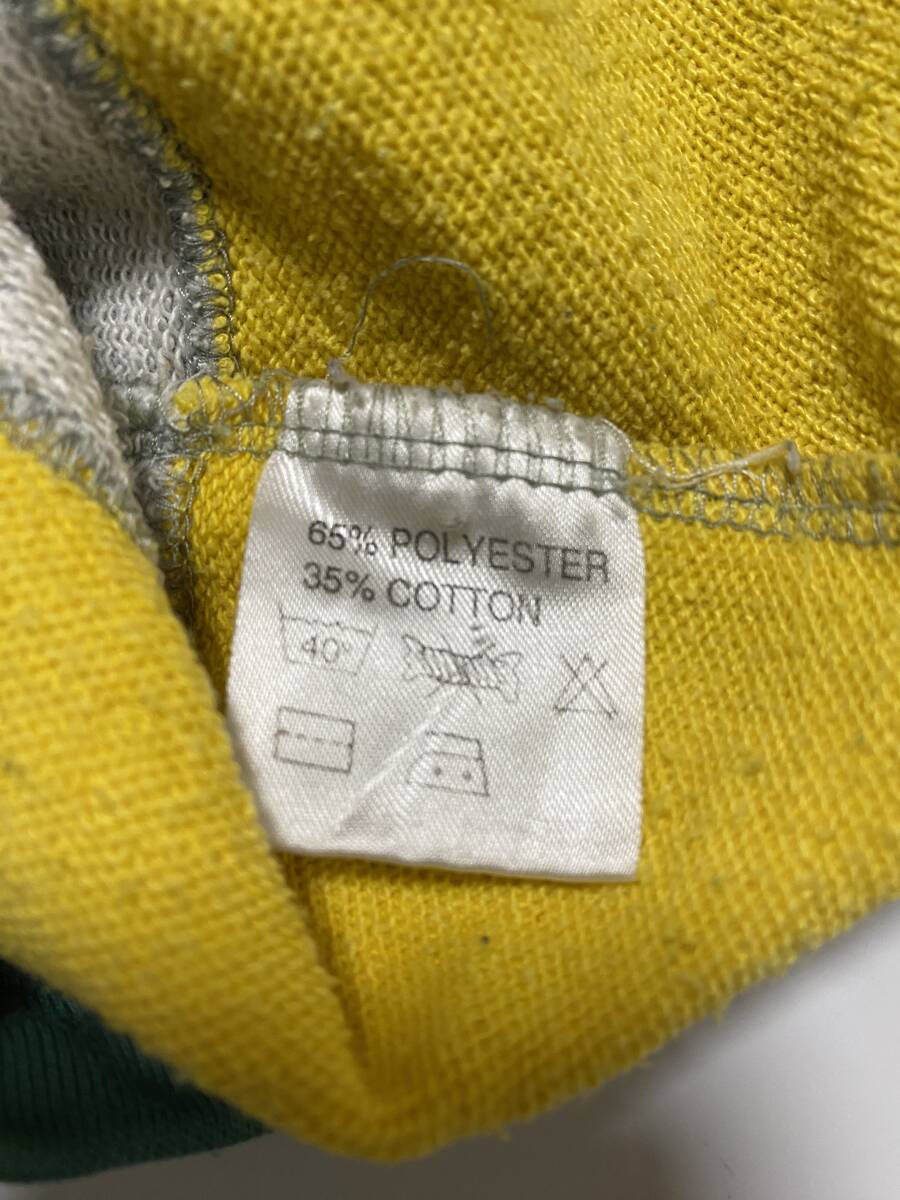 65% POLYESTER
35% COTTON
40°